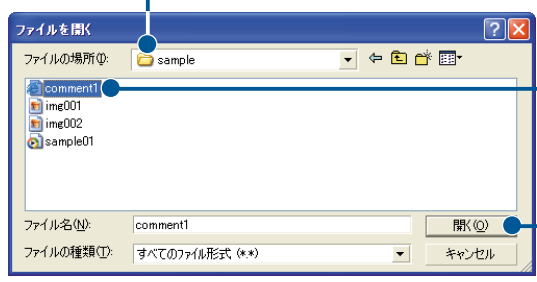 ファイルを開く
ファイルの場所(I): sample
comment1
img001
img002
sample01
ファイル名(N): comment1 開く(O)
ファイルの種類(T): すべてのファイル形式 (*.*) キャンセル